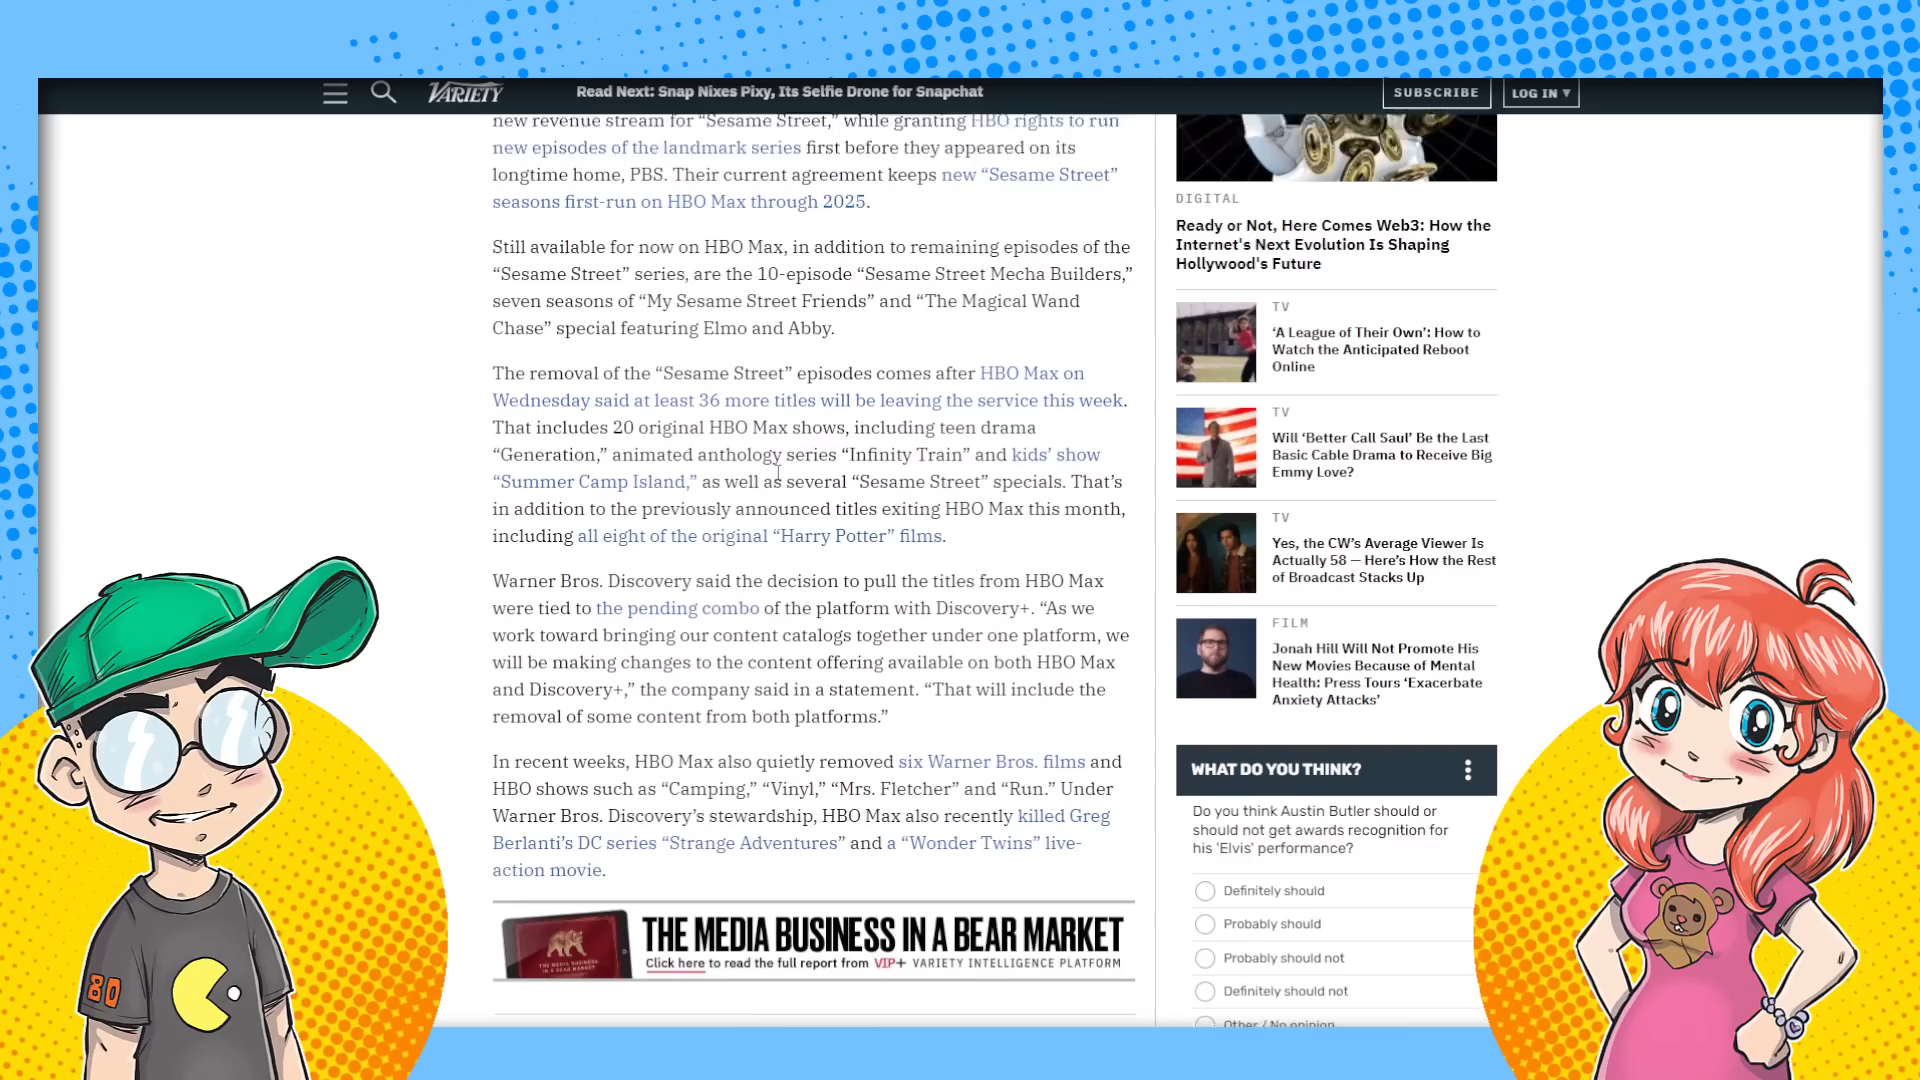 VARIETY
Read Next: Snap Nixes Pixy, Its Selfie Drone for Snapchat
SUBSCRIBE
LOG IN ▾
new revenue stream for “Sesame Street,” while granting HBO rights to run
new episodes of the landmark series first before they appeared on its
longtime home, PBS. Their current agreement keeps new “Sesame Street”
seasons first-run on HBO Max through 2025.
Still available for now on HBO Max, in addition to remaining episodes of the
“Sesame Street” series, are the 10-episode “Sesame Street Mecha Builders,”
seven seasons of “My Sesame Street Friends” and “The Magical Wand
Chase” special featuring Elmo and Abby.
The removal of the “Sesame Street” episodes comes after HBO Max on
Wednesday said at least 36 more titles will be leaving the service this week.
That includes 20 original HBO Max shows, including teen drama
“Generation,” animated anthology series “Infinity Train” and kids’ show
“Summer Camp Island,” as well as several “Sesame Street” specials. That’s
in addition to the previously announced titles exiting HBO Max this month,
including all eight of the original “Harry Potter” films.
Warner Bros. Discovery said the decision to pull the titles from HBO Max
were tied to the pending combo of the platform with Discovery+. “As we
work toward bringing our content catalogs together under one platform, we
will be making changes to the content offering available on both HBO Max
and Discovery+,” the company said in a statement. “That will include the
removal of some content from both platforms.”
In recent weeks, HBO Max also quietly removed six Warner Bros. films and
HBO shows such as “Camping,” “Vinyl,” “Mrs. Fletcher” and “Run.” Under
Warner Bros. Discovery’s stewardship, HBO Max also recently killed Greg
Berlanti’s DC series “Strange Adventures” and a “Wonder Twins” live-
action movie.
THE MEDIA BUSINESS IN A BEAR MARKET
Click here to read the full report from VIP+ VARIETY INTELLIGENCE PLATFORM
DIGITAL
Ready or Not, Here Comes Web3: How the
Internet's Next Evolution Is Shaping
Hollywood's Future
TV
‘A League of Their Own’: How to
Watch the Anticipated Reboot
Online
TV
Will ‘Better Call Saul’ Be the Last
Basic Cable Drama to Receive Big
Emmy Love?
TV
Yes, the CW’s Average Viewer Is
Actually 58 — Here’s How the Rest
of Broadcast Stacks Up
FILM
Jonah Hill Will Not Promote His
New Movies Because of Mental
Health: Press Tours ‘Exacerbate
Anxiety Attacks’
WHAT DO YOU THINK?
Do you think Austin Butler should or
should not get awards recognition for
his 'Elvis' performance?
Definitely should
Probably should
Probably should not
Definitely should not
Other / No opinion
80